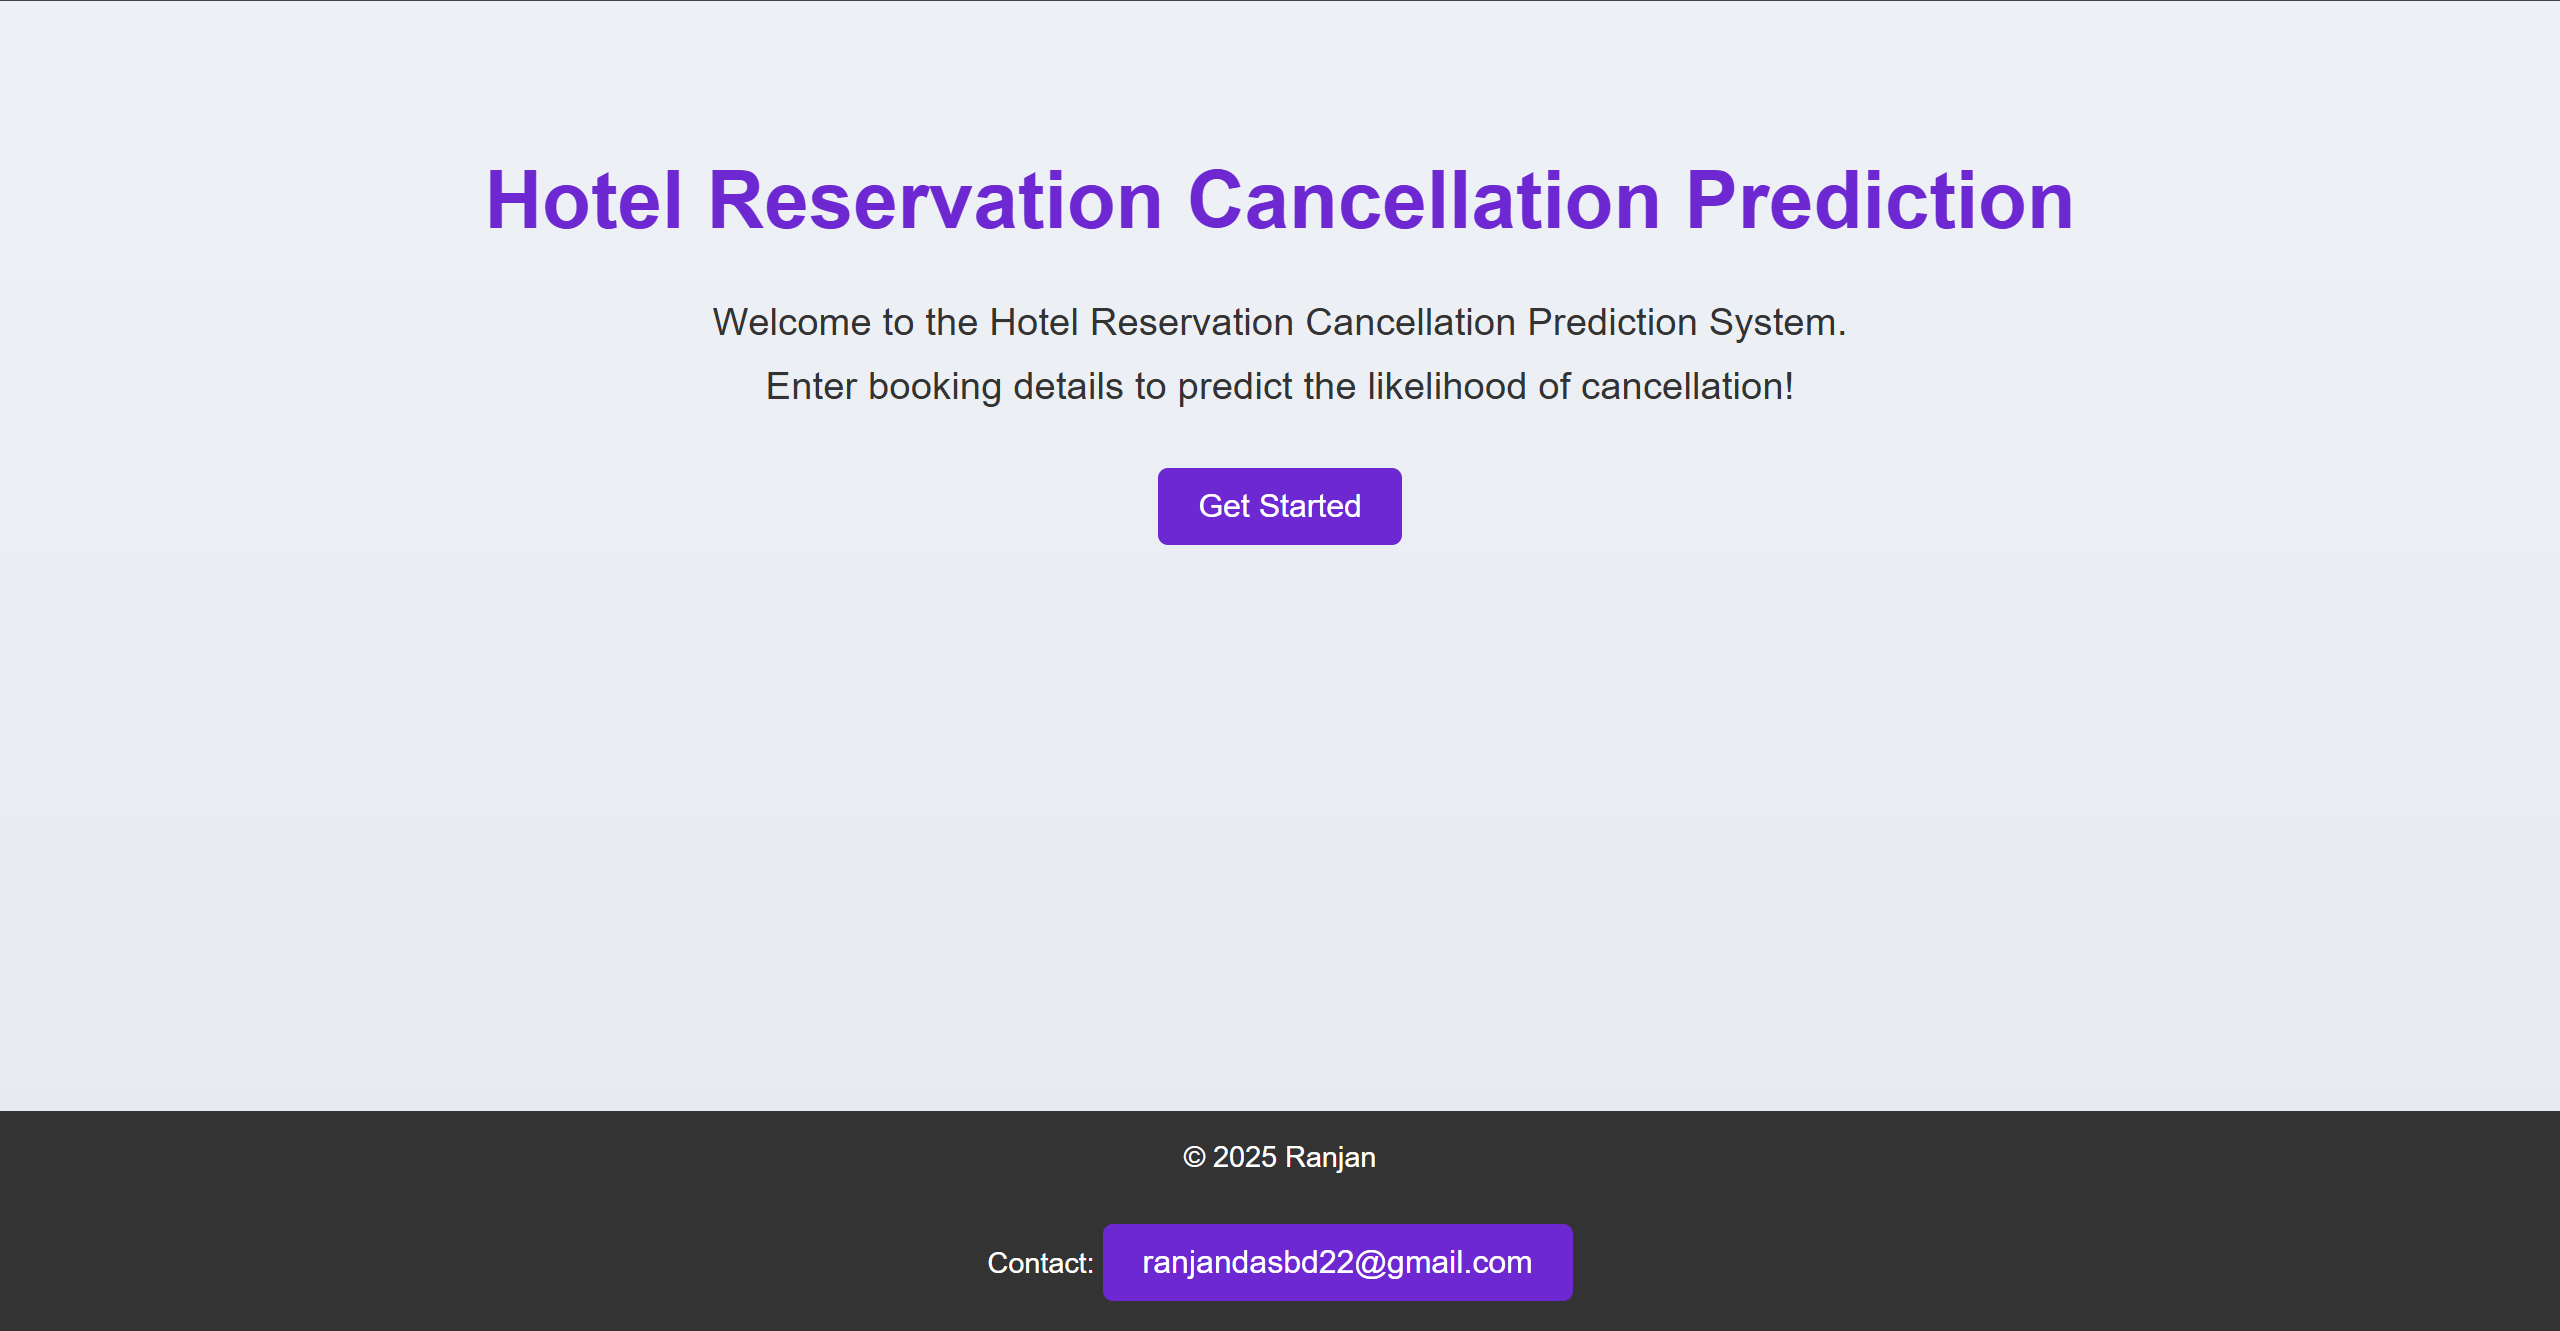 Hotel Reservation Cancellation Prediction
Welcome to the Hotel Reservation Cancellation Prediction System.
Enter booking details to predict the likelihood of cancellation!
Get Started
© 2025 Ranjan
Contact: ranjandasbd22@gmail.com